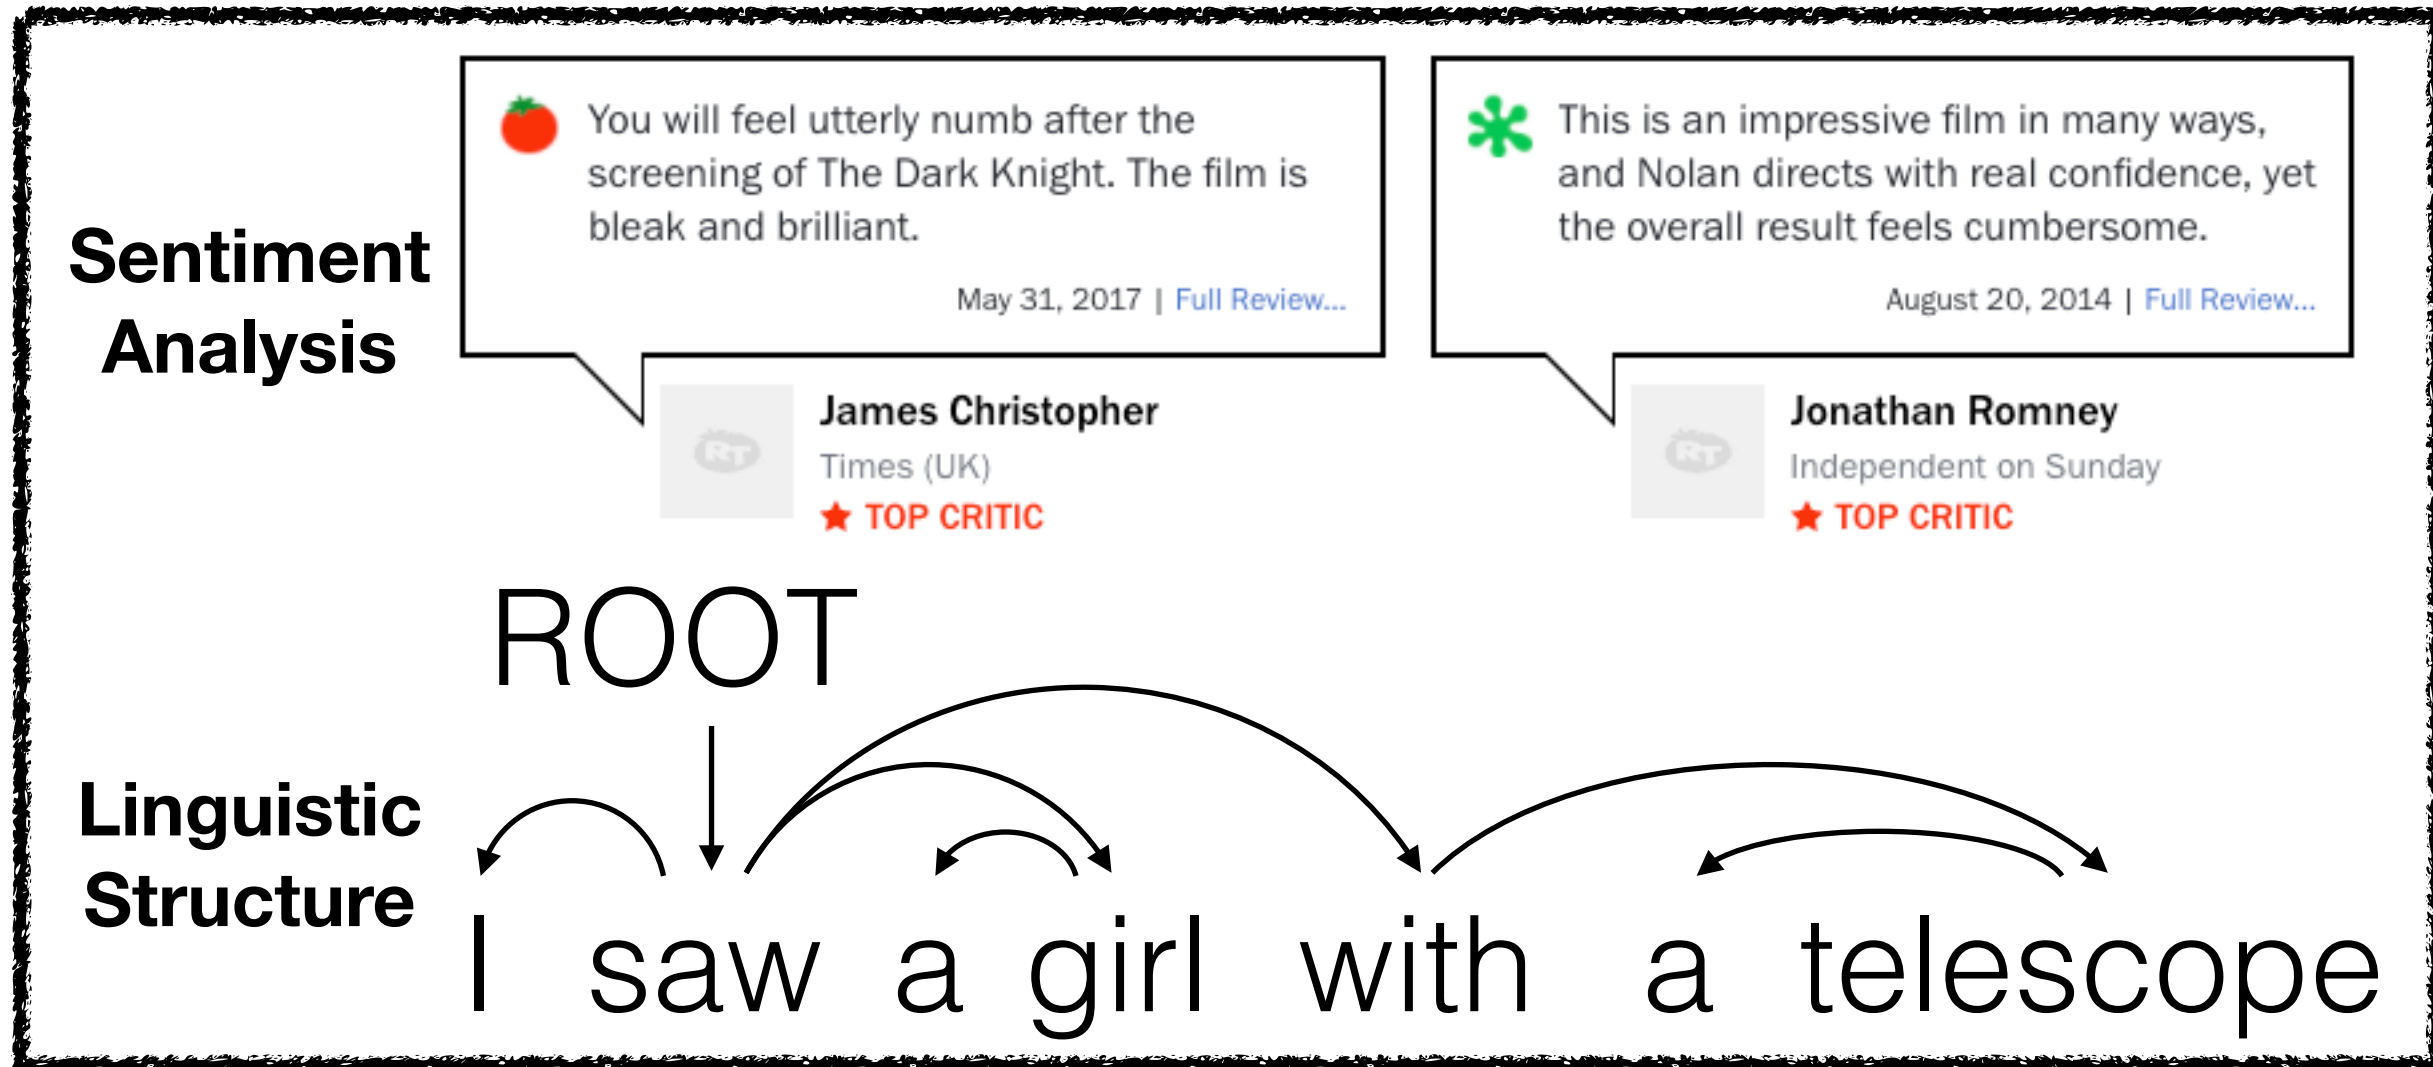 Sentiment
Analysis
You will feel utterly numb after the
screening of The Dark Knight. The film is
bleak and brilliant.
May 31, 2017 | Full Review...
James Christopher
Times (UK)
TOP CRITIC
This is an impressive film in many ways,
and Nolan directs with real confidence, yet
the overall result feels cumbersome.
August 20, 2014 | Full Review...
Jonathan Romney
Independent on Sunday
TOP CRITIC
RT
RT
Linguistic
Structure
ROOT
I saw a girl with a telescope